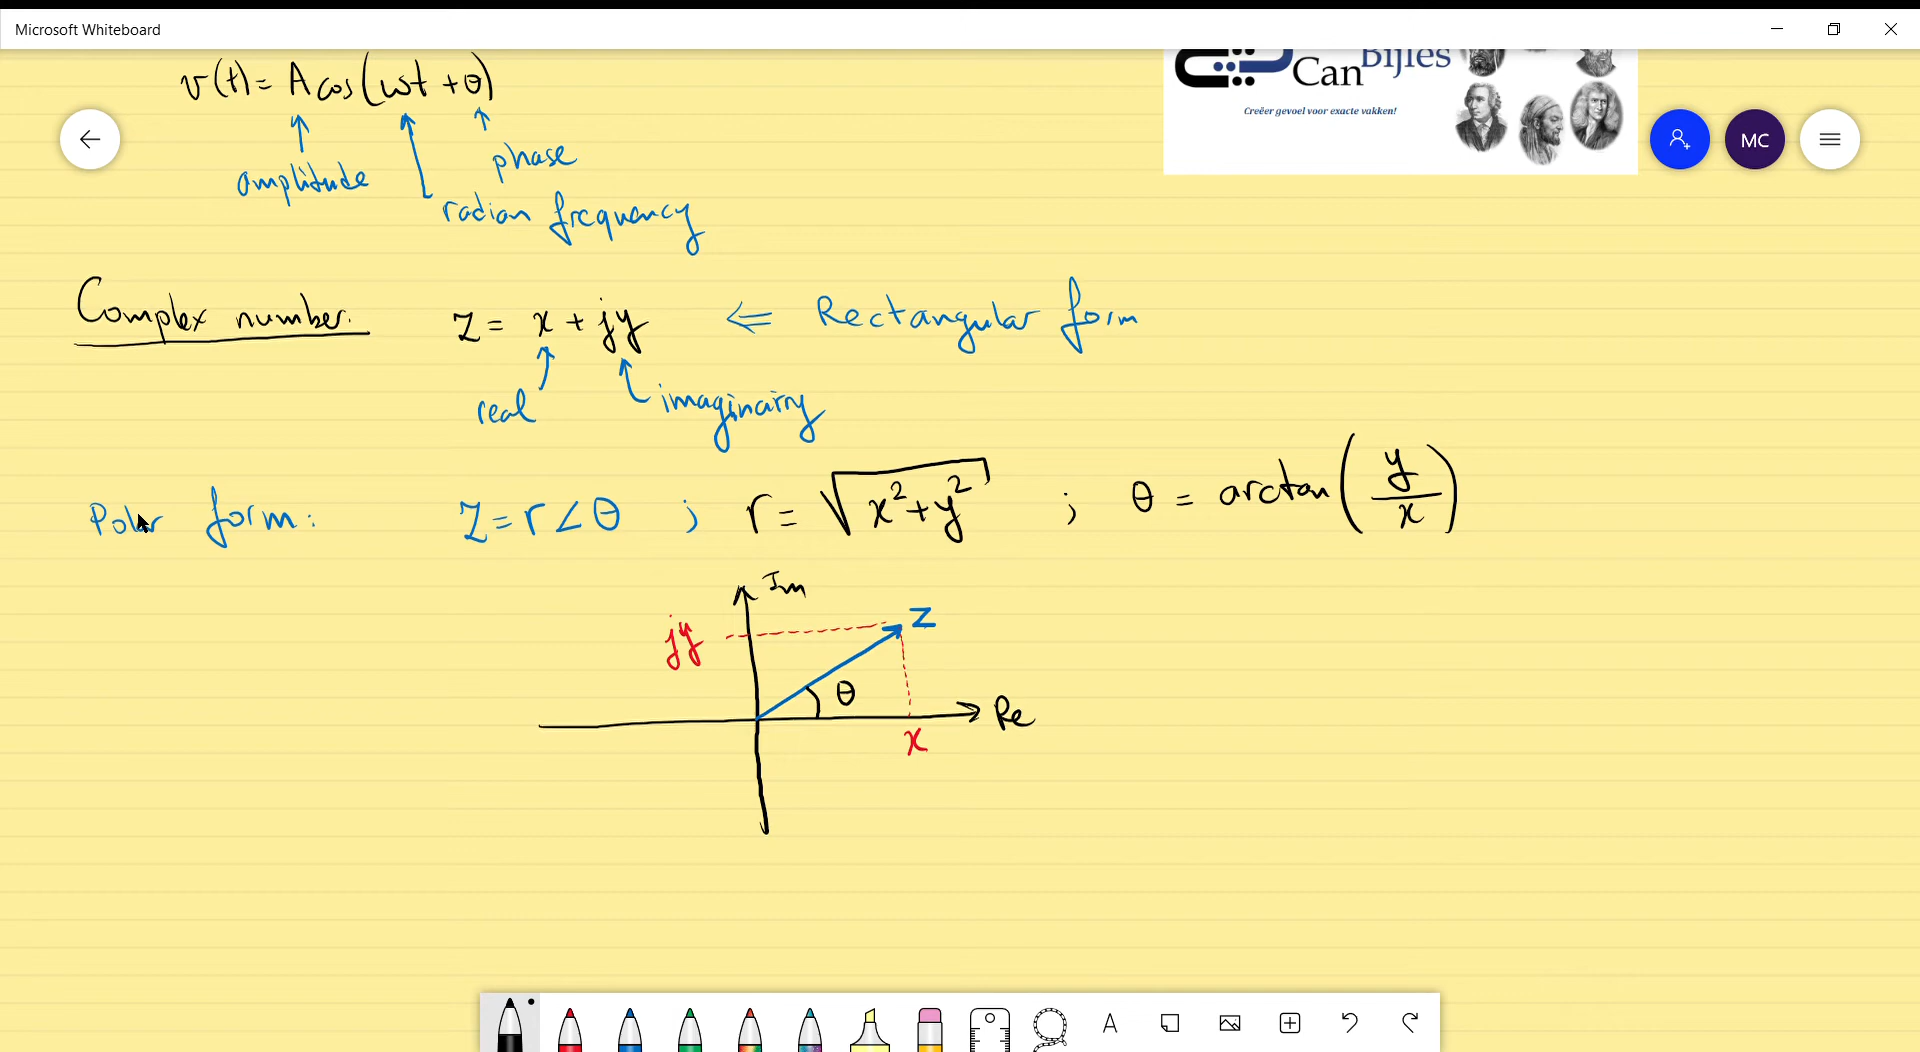 Microsoft Whiteboard
v(t) = A cos(ωt + θ)
Can Bijles
Creëer gevoel voor exacte vakken!
MC
amplitude
phase
radian frequency
Complex number:
z = x + jy ⇐ Rectangular form
real
imaginairy
Polar form: z = r∠θ ; r = √(x² + y²) ; θ = arctan(y/x)
Im
jy
z
θ
Re
x
A